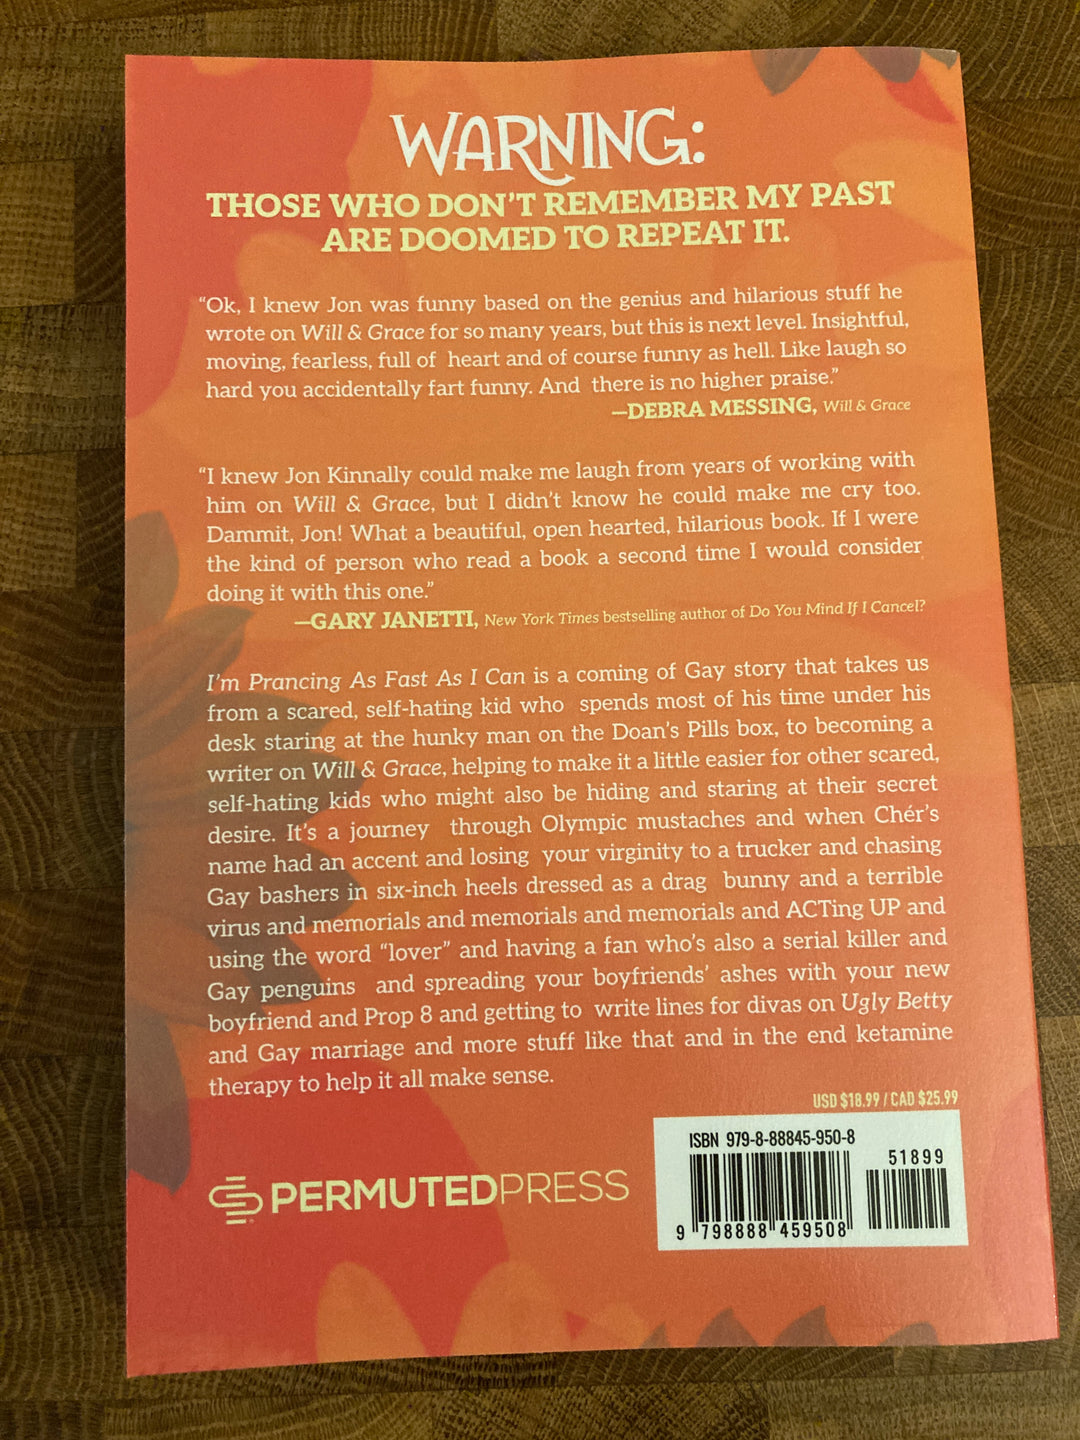 WARNING:
THOSE WHO DON'T REMEMBER MY PAST
ARE DOOMED TO REPEAT IT.
“Ok, I knew Jon was funny based on the genius and hilarious stuff he
wrote on Will & Grace for so many years, but this is next level. Insightful,
moving, fearless, full of heart and of course funny as hell. Like laugh so
hard you accidentally fart funny. And there is no higher praise.”
—DEBRA MESSING, Will & Grace
“I knew Jon Kinnally could make me laugh from years of working with
him on Will & Grace, but I didn’t know he could make me cry too.
Dammit, Jon! What a beautiful, open hearted, hilarious book. If I were
the kind of person who read a book a second time I would consider
doing it with this one.”
—GARY JANETTI, New York Times bestselling author of Do You Mind If I Cancel?
I’m Prancing As Fast As I Can is a coming of Gay story that takes us
from a scared, self-hating kid who spends most of his time under his
desk staring at the hunky man on the Doan’s Pills box, to becoming a
writer on Will & Grace, helping to make it a little easier for other scared,
self-hating kids who might also be hiding and staring at their secret
desire. It’s a journey through Olympic mustaches and when Chér’s
name had an accent and losing your virginity to a trucker and chasing
Gay bashers in six-inch heels dressed as a drag bunny and a terrible
virus and memorials and memorials and memorials and ACTing UP and
using the word “lover” and having a fan who’s also a serial killer and
Gay penguins and spreading your boyfriends’ ashes with your new
boyfriend and Prop 8 and getting to write lines for divas on Ugly Betty
and Gay marriage and more stuff like that and in the end ketamine
therapy to help it all make sense.
USD $18.99 / CAD $25.99
ISBN 979-8-88845-950-8
51899
9 798888 459508
PERMUTEDPRESS